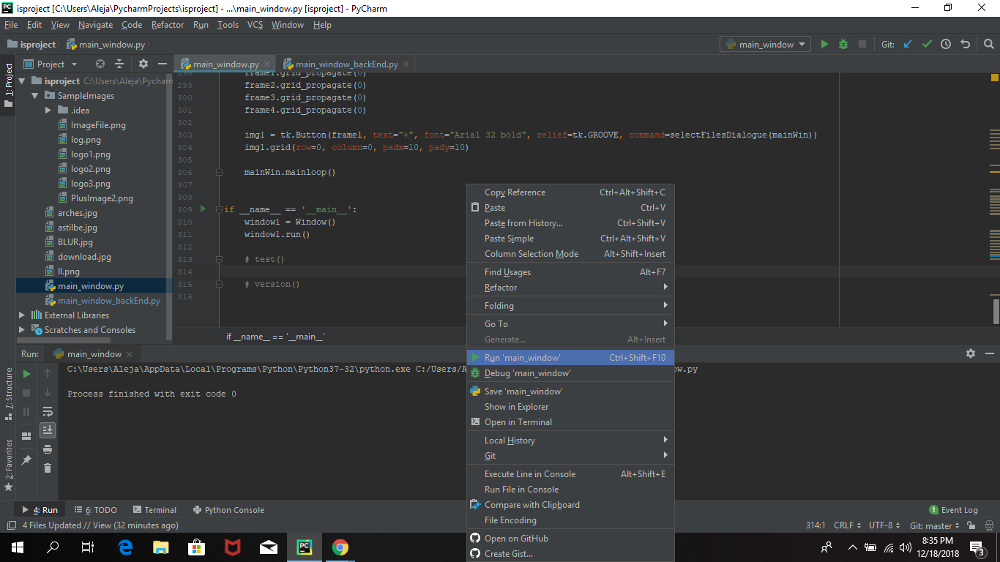 isproject [C:\Users\Aleja\PycharmProjects\isproject] - ...\main_window.py [isproject] - PyCharm
File Edit View Navigate Code Refactor Run Tools VCS Window Help
isproject main_window.py main_window Git:
1: Project
Project
main_window.py main_window_backEnd.py
isproject C:\Users\Aleja\Pycharm
SampleImages
.idea
ImageFile.png
log.png
logo1.png
logo2.png
logo3.png
PlusImage2.png
arches.jpg
astilbe.jpg
BLUR.jpg
download.jpg
ll.png
main_window.py
main_window_backEnd.py
External Libraries
Scratches and Consoles
298 frame1.grid_propagate(0)
299 frame2.grid_propagate(0)
300 frame3.grid_propagate(0)
301 frame4.grid_propagate(0)
302
303 img1 = tk.Button(frame1, text="+", font="Arial 32 bold", relief=tk.GROOVE, command=selectFilesDialogue(mainWin))
304 img1.grid(row=0, column=0, padx=10, pady=10)
305
306 mainWin.mainloop()
307
308
309 if __name__ == '__main__':
310 window1 = Window()
311 window1.run()
312
313 # test()
314
315 # version()
316
if __name__ == '__main__'
Copy Reference Ctrl+Alt+Shift+C
Paste Ctrl+V
Paste from History... Ctrl+Shift+V
Paste Simple Ctrl+Alt+Shift+V
Column Selection Mode Alt+Shift+Insert
Find Usages Alt+F7
Refactor
Folding
Go To
Generate... Alt+Insert
Run 'main_window' Ctrl+Shift+F10
Debug 'main_window'
Save 'main_window'
Show in Explorer
Open in Terminal
Local History
Git
Execute Line in Console Alt+Shift+E
Run File in Console
Compare with Clipboard
File Encoding
Open on GitHub
Create Gist...
Run: main_window
C:\Users\Aleja\AppData\Local\Programs\Python\Python37-32\python.exe C:/Users/A
ow.py
Process finished with exit code 0
7: Structure
2: Favorites
4: Run 6: TODO Terminal Python Console 1 Event Log
4 Files Updated // View (32 minutes ago) 314:1 CRLF UTF-8 Git: master
8:35 PM
12/18/2018
3